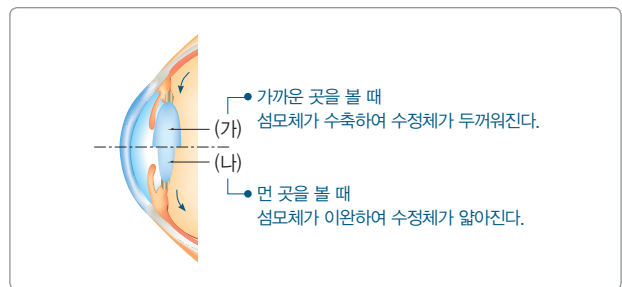 가까운 곳을 볼 때
섬모체가 수축하여 수정체가 두꺼워진다.
(가)
(나)
먼 곳을 볼 때
섬모체가 이완하여 수정체가 얇아진다.